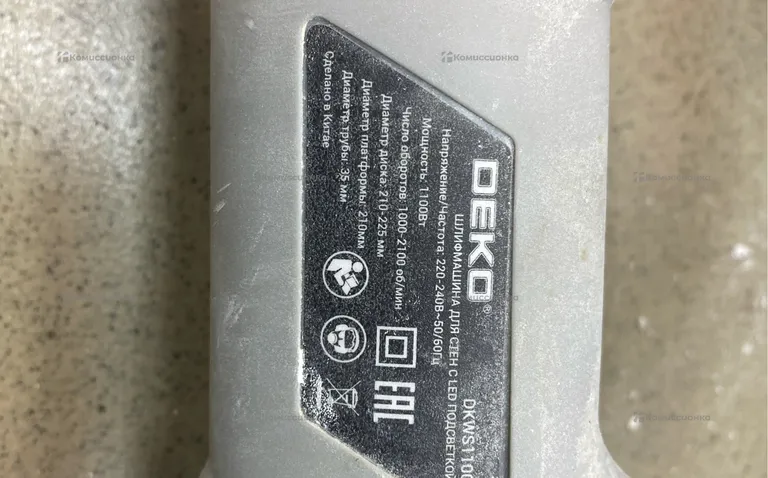 DEKO®
DKWS1100
ШЛИФМАШИНА ДЛЯ СТЕН С LED ПОДСВЕТКОЙ
Напряжение/Частота: 220-240В~50/60Гц
Мощность: 1100Вт
Число оборотов: 1000-2100 об/мин
Диаметр диска: 210-225 мм
Диаметр платформы: 210мм
Диаметр трубы: 35 мм
Сделано в Китае
EAC
Комиссионка
Комиссионка